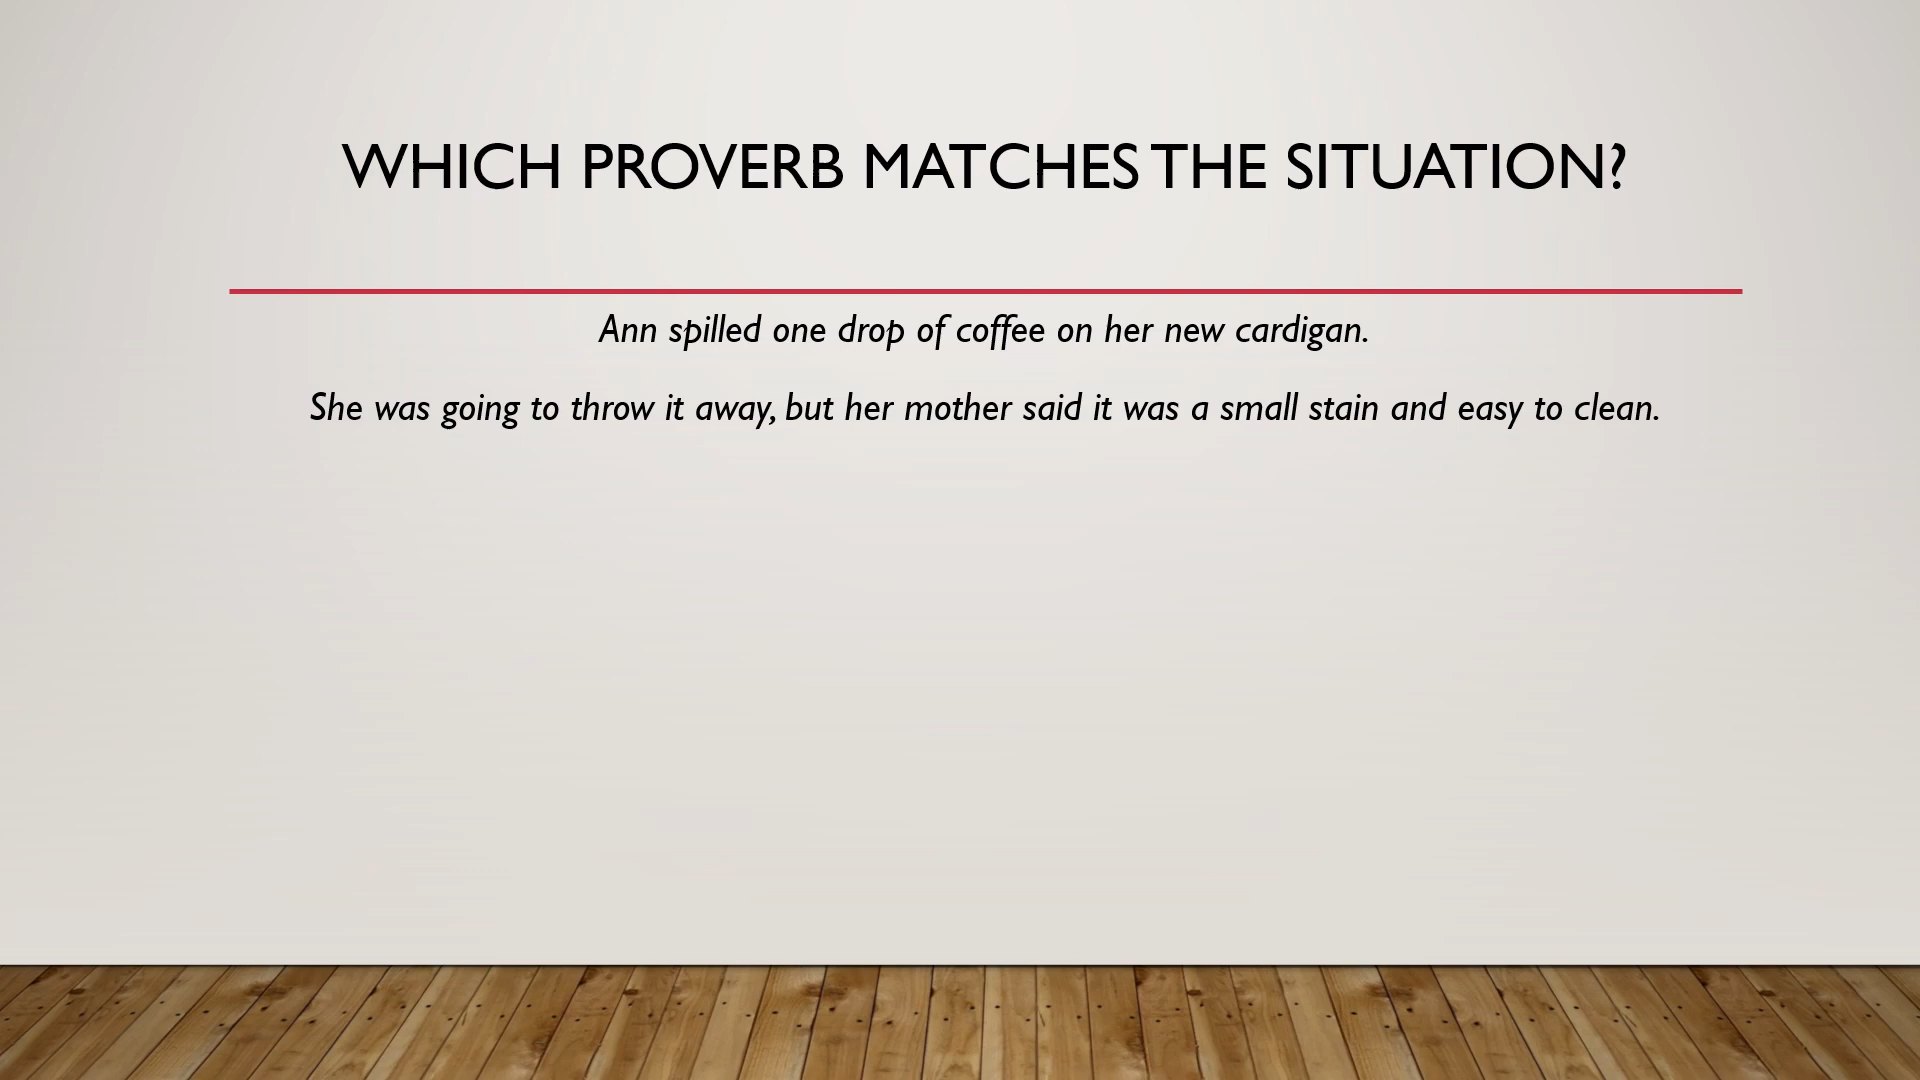 WHICH PROVERB MATCHES THE SITUATION?
Ann spilled one drop of coffee on her new cardigan.
She was going to throw it away, but her mother said it was a small stain and easy to clean.